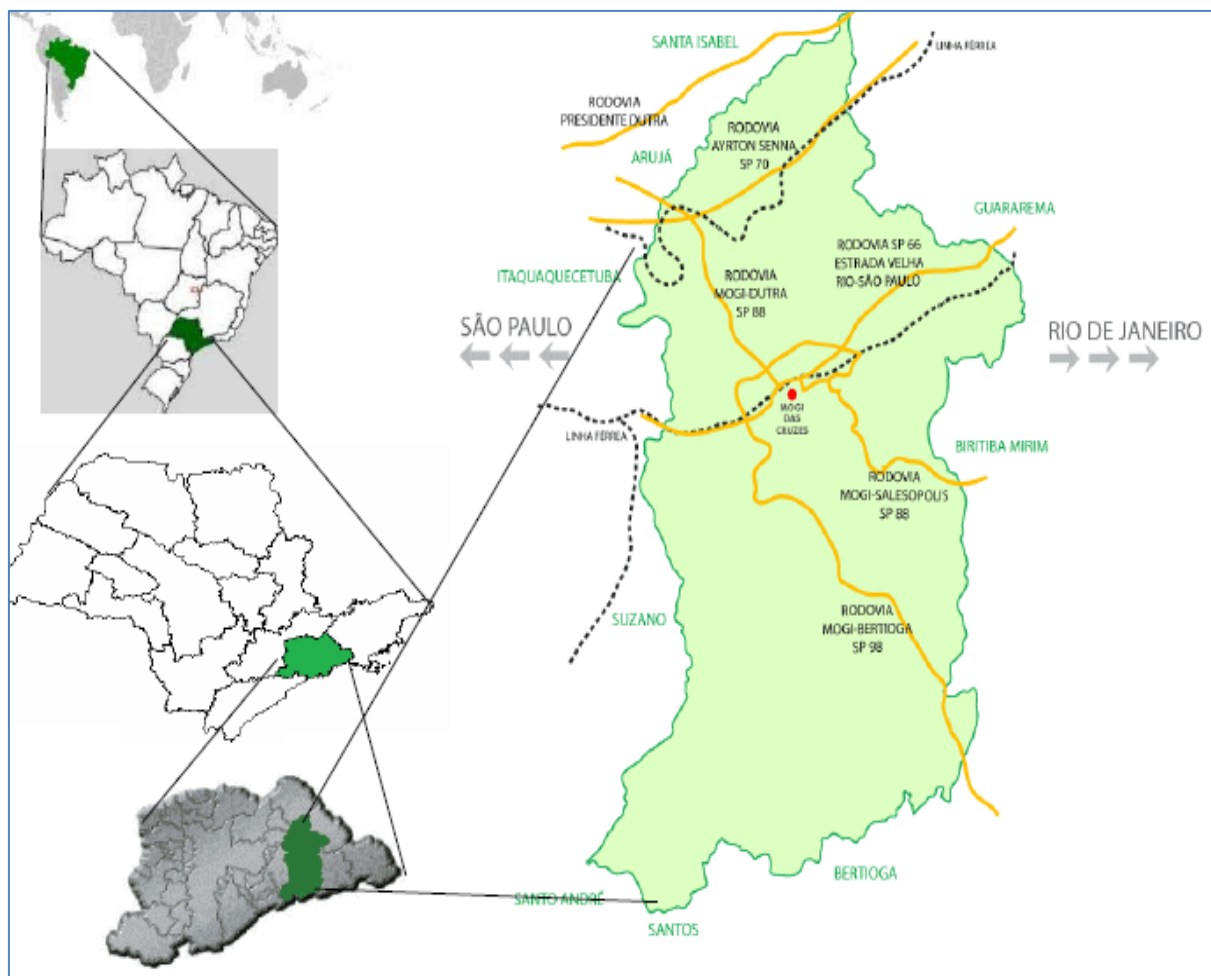 SANTA ISABEL
LINHA FÉRREA
RODOVIA
PRESIDENTE DUTRA
RODOVIA
AYRTON SENNA
SP 70
ARUJÁ
GUARAREMA
RODOVIA SP 66
ESTRADA VELHA
RIO-SÃO PAULO
ITAQUAQUECETUBA
RODOVIA
MOGI-DUTRA
SP 88
SÃO PAULO
RIO DE JANEIRO
MOGI
DAS
CRUZES
LINHA FÉRREA
BIRITIBA MIRIM
RODOVIA
MOGI-SALESOPOLIS
SP 88
SUZANO
RODOVIA
MOGI-BERTIOGA
SP 98
BERTIOGA
SANTO ANDRÉ
SANTOS